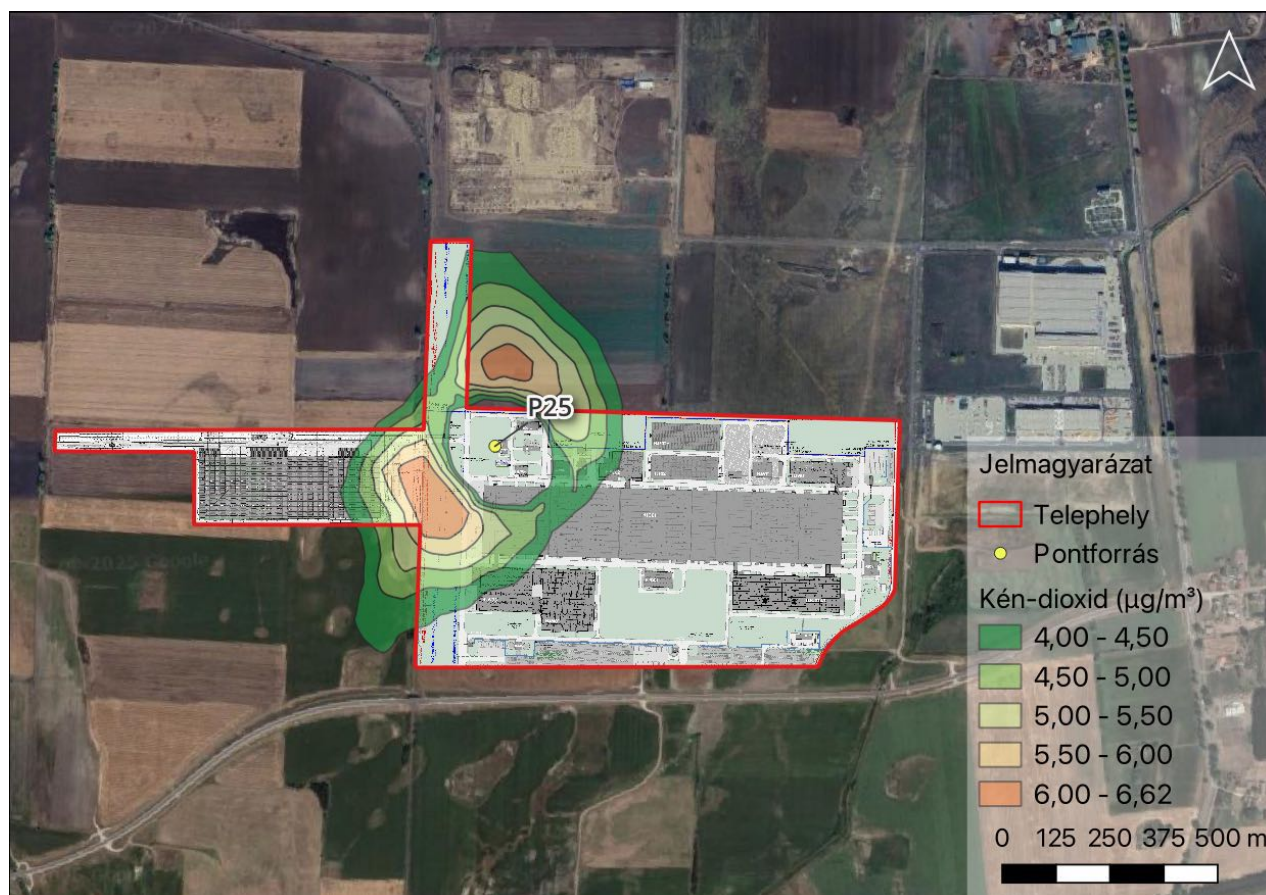 P25
Jelmagyarázat
Telephely
Pontforrás
Kén-dioxid (µg/m³)
4,00 - 4,50
4,50 - 5,00
5,00 - 5,50
5,50 - 6,00
6,00 - 6,62
0 125 250 375 500 m